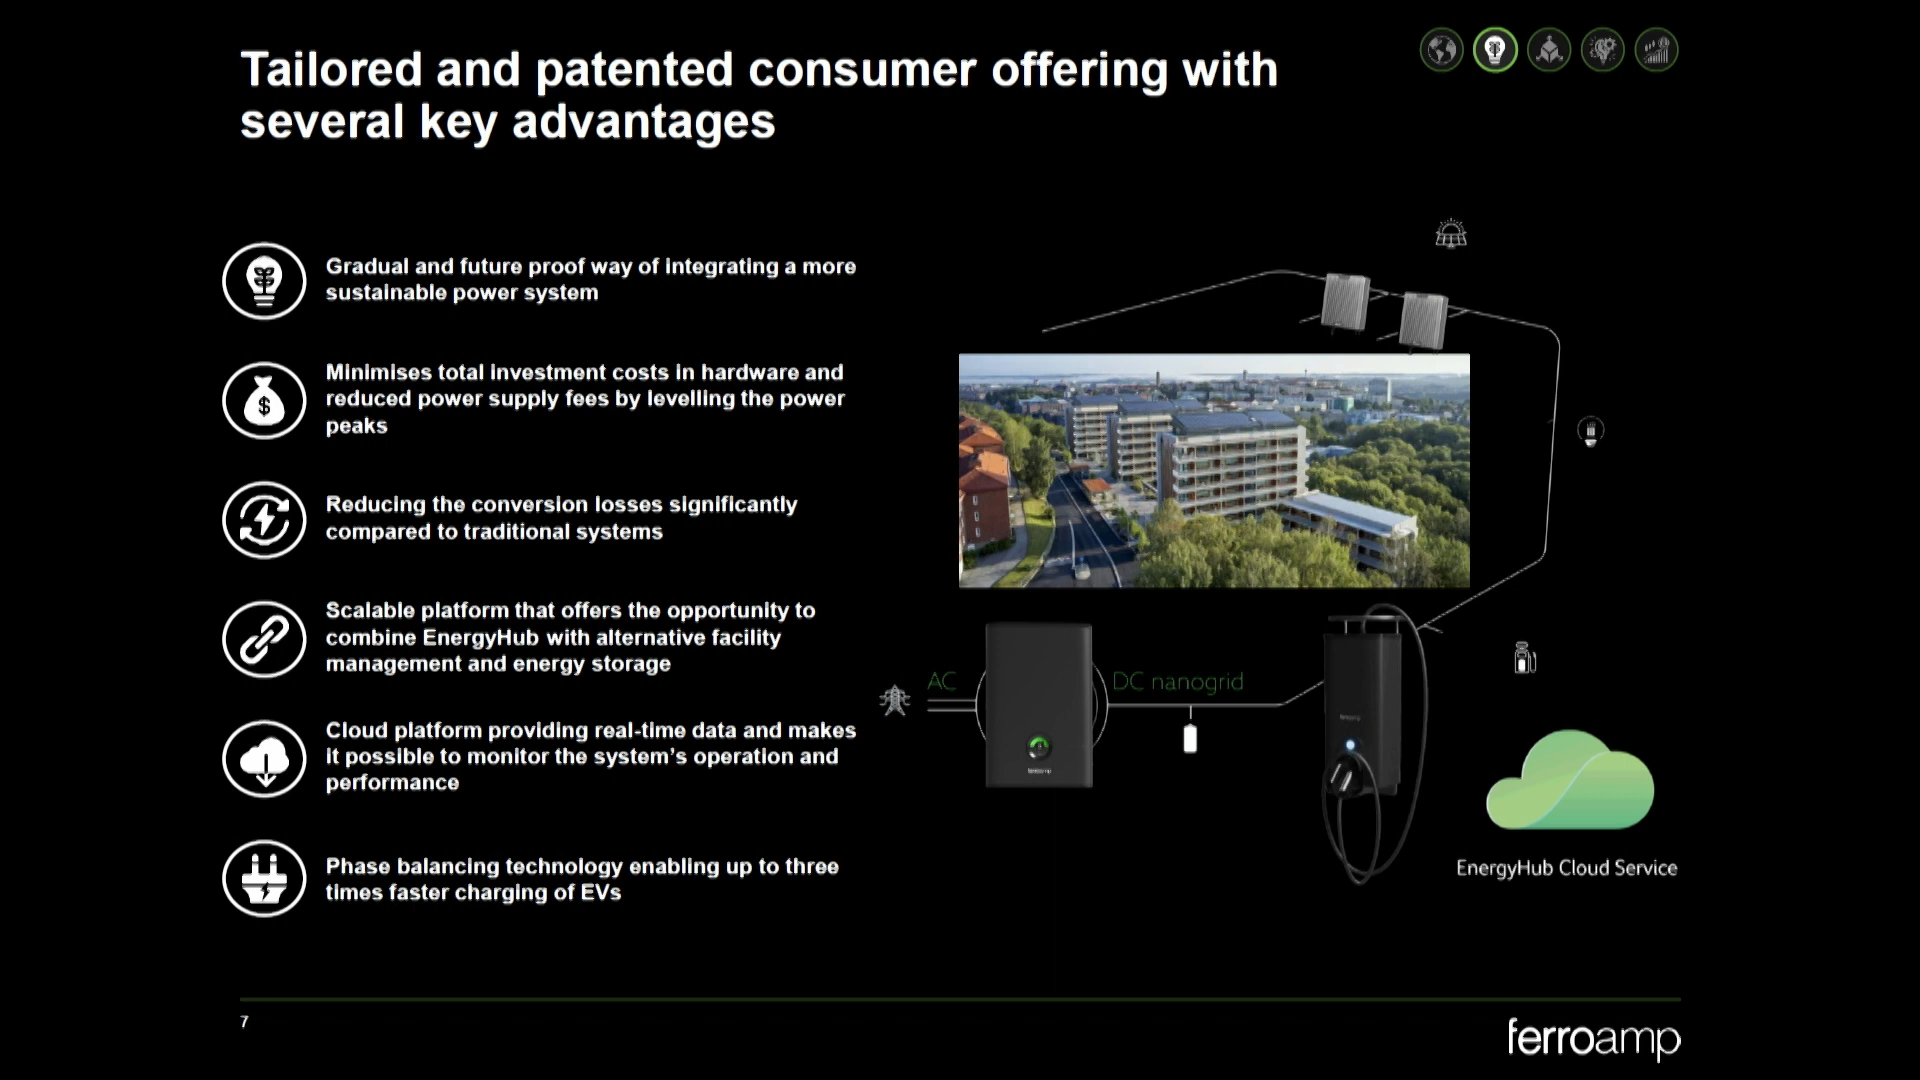 Tailored and patented consumer offering with
several key advantages
Gradual and future proof way of integrating a more
sustainable power system
Minimises total investment costs in hardware and
reduced power supply fees by levelling the power
peaks
Reducing the conversion losses significantly
compared to traditional systems
Scalable platform that offers the opportunity to
combine EnergyHub with alternative facility
management and energy storage
Cloud platform providing real-time data and makes
it possible to monitor the system's operation and
performance
Phase balancing technology enabling up to three
times faster charging of EVs
AC
DC nanogrid
ferroamp
ferroamp
EnergyHub Cloud Service
7
ferroamp